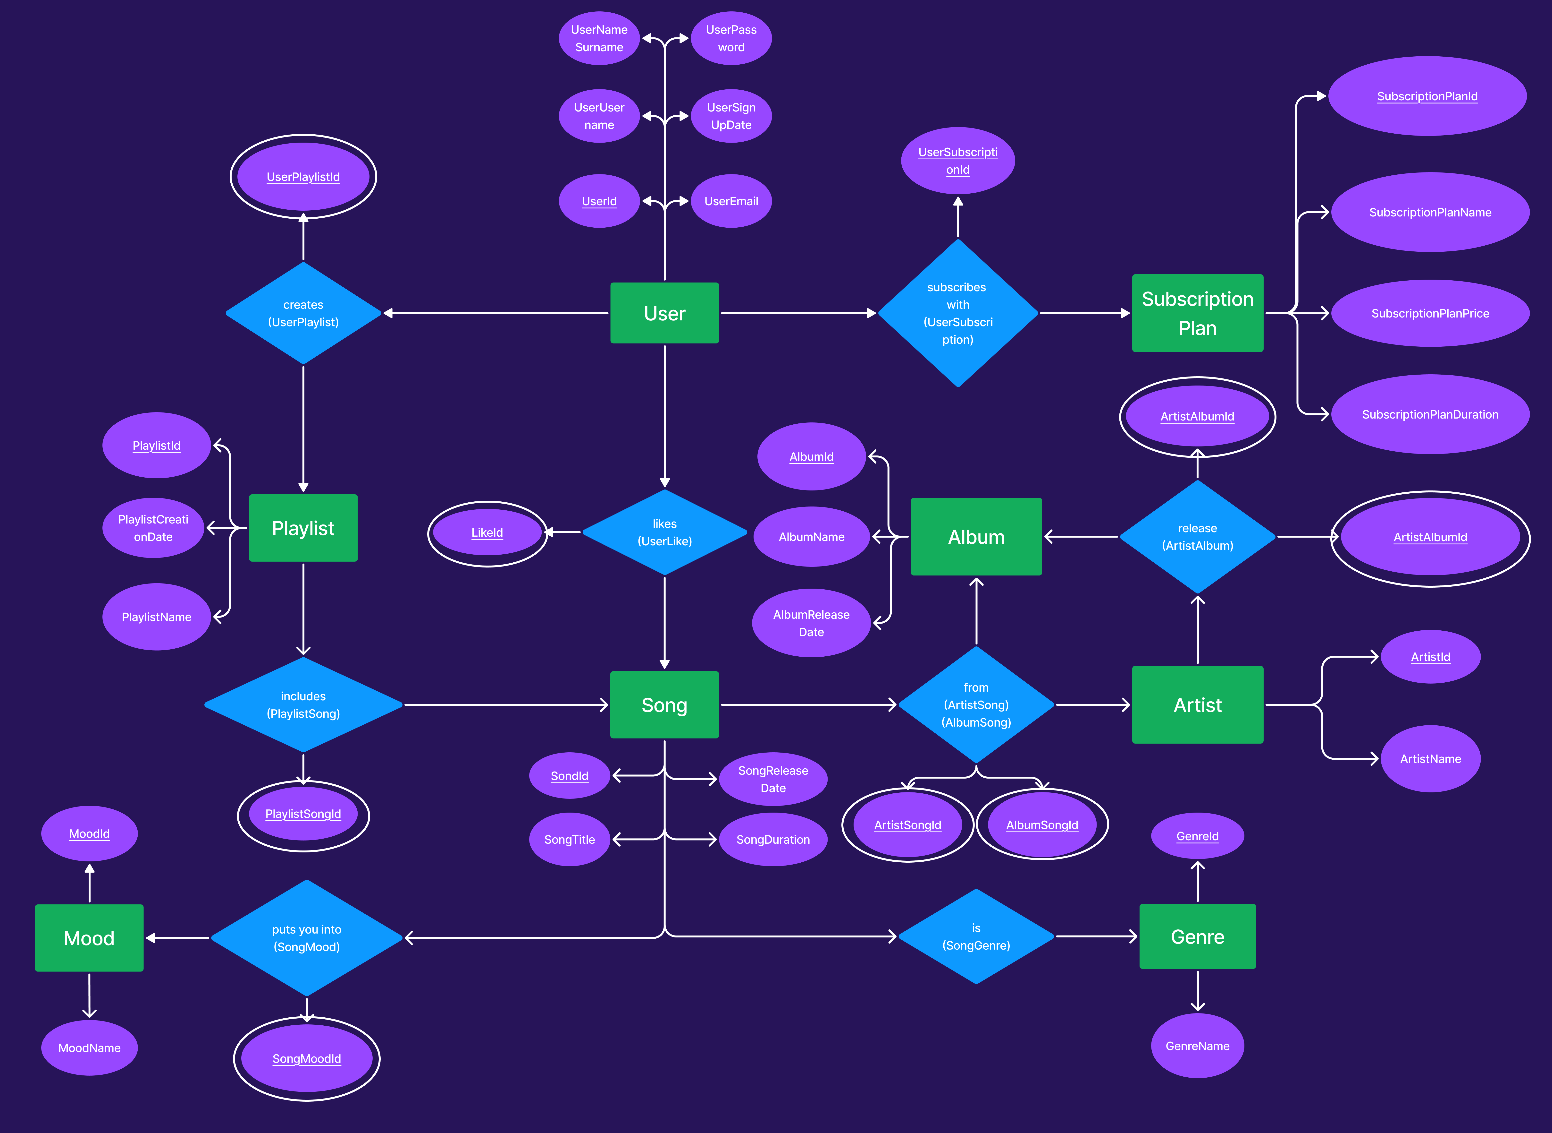 UserName
Surname
UserPass
word
UserUser
name
UserSign
UpDate
UserId
UserEmail
UserPlaylistId
UserSubscripti
onId
SubscriptionPlanId
SubscriptionPlanName
SubscriptionPlanPrice
SubscriptionPlanDuration
creates
(UserPlaylist)
User
subscribes
with
(UserSubscri
ption)
Subscription
Plan
PlaylistId
PlaylistCreati
onDate
PlaylistName
Playlist
LikeId
likes
(UserLike)
AlbumId
AlbumName
AlbumRelease
Date
Album
ArtistAlbumId
release
(ArtistAlbum)
ArtistAlbumId
includes
(PlaylistSong)
Song
from
(ArtistSong)
(AlbumSong)
Artist
ArtistId
ArtistName
PlaylistSongId
SondId
SongRelease
Date
SongTitle
SongDuration
ArtistSongId
AlbumSongId
MoodId
Mood
MoodName
puts you into
(SongMood)
SongMoodId
is
(SongGenre)
GenreId
Genre
GenreName